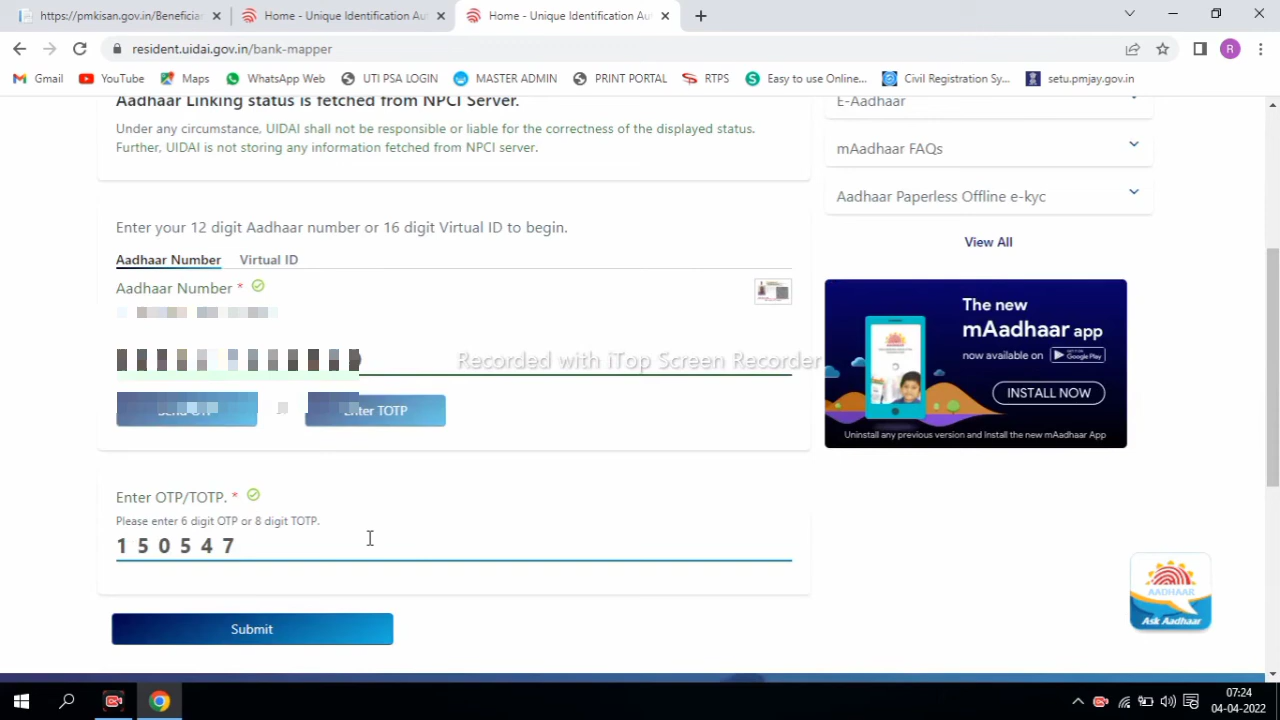 https://pmkisan.gov.in/Beneficia
Home - Unique Identification Aut
Home - Unique Identification Aut
resident.uidai.gov.in/bank-mapper
R
Gmail
YouTube
Maps
WhatsApp Web
UTI PSA LOGIN
MASTER ADMIN
PRINT PORTAL
RTPS
Easy to use Online...
Civil Registration Sy...
setu.pmjay.gov.in
Aadhaar Linking status is fetched from NPCI Server.
Under any circumstance, UIDAI shall not be responsible or liable for the correctness of the displayed status.
Further, UIDAI is not storing any information fetched from NPCI server.
Enter your 12 digit Aadhaar number or 16 digit Virtual ID to begin.
Aadhaar Number
Virtual ID
Aadhaar Number *
Recorded with iTop Screen Recorder
Enter TOTP
Enter OTP/TOTP. *
Please enter 6 digit OTP or 8 digit TOTP.
1 5 0 5 4 7
Submit
E-Aadhaar
mAadhaar FAQs
Aadhaar Paperless Offline e-kyc
View All
The new
mAadhaar app
now available on
Google Play
INSTALL NOW
Uninstall any previous version and Install the new mAadhaar App
AADHAAR
Ask Aadhaar
07:24
04-04-2022